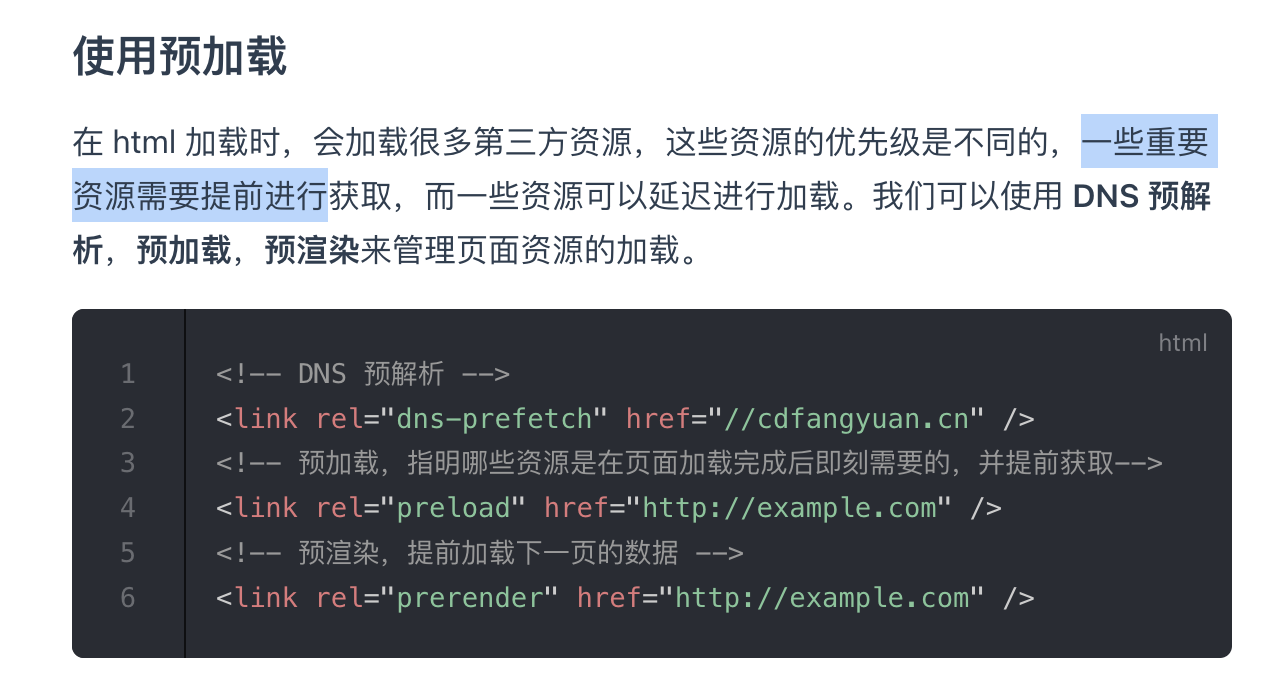 使用预加载
在 html 加载时，会加载很多第三方资源，这些资源的优先级是不同的，一些重要
资源需要提前进行获取，而一些资源可以延迟进行加载。我们可以使用 DNS 预解
析，预加载，预渲染来管理页面资源的加载。
html
1 <!-- DNS 预解析 -->
2 <link rel="dns-prefetch" href="//cdfangyuan.cn" />
3 <!-- 预加载，指明哪些资源是在页面加载完成后即刻需要的，并提前获取-->
4 <link rel="preload" href="http://example.com" />
5 <!-- 预渲染，提前加载下一页的数据 -->
6 <link rel="prerender" href="http://example.com" />